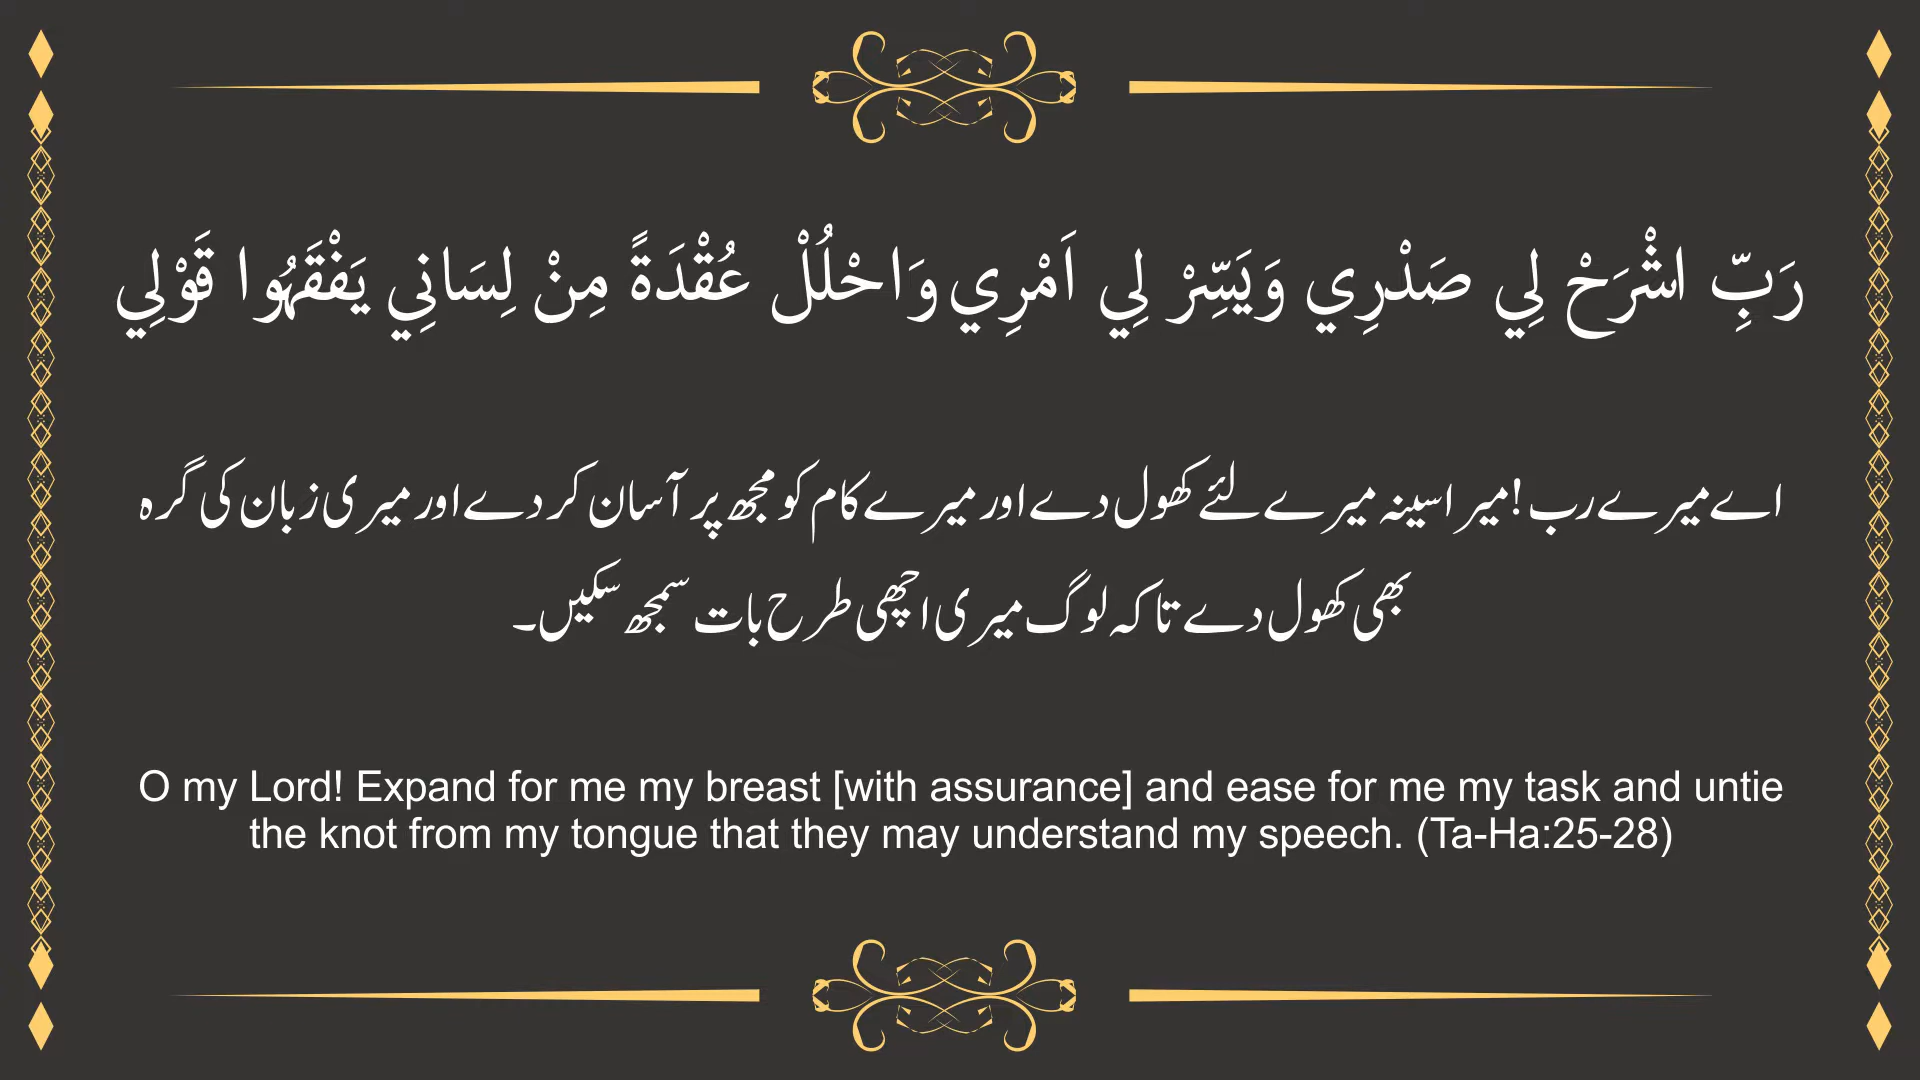 رَبِّ اشْرَحْ لِي صَدْرِي وَيَسِّرْ لِي اَمْرِي وَاحْلُلْ عُقْدَةً مِنْ لِسَانِي يَفْقَهُوا قَوْلِي
اے میرے رب !میرا سینہ میرے لئے کھول دے اور میرے کام کو مجھ پر آسان کر دے اور میری زبان کی گرہ
بھی کھول دے تاکہ لوگ میری اچھی طرح بات سمجھ سکیں۔
O my Lord! Expand for me my breast [with assurance] and ease for me my task and untie
the knot from my tongue that they may understand my speech. (Ta-Ha:25-28)